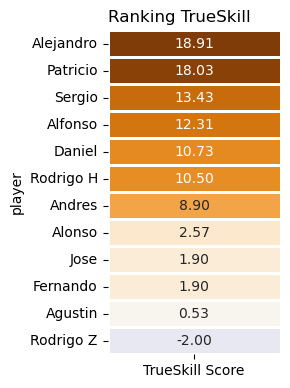 Ranking TrueSkill
player
Alejandro 18.91
Patricio 18.03
Sergio 13.43
Alfonso 12.31
Daniel 10.73
Rodrigo H 10.50
Andres 8.90
Alonso 2.57
Jose 1.90
Fernando 1.90
Agustin 0.53
Rodrigo Z -2.00
TrueSkill Score